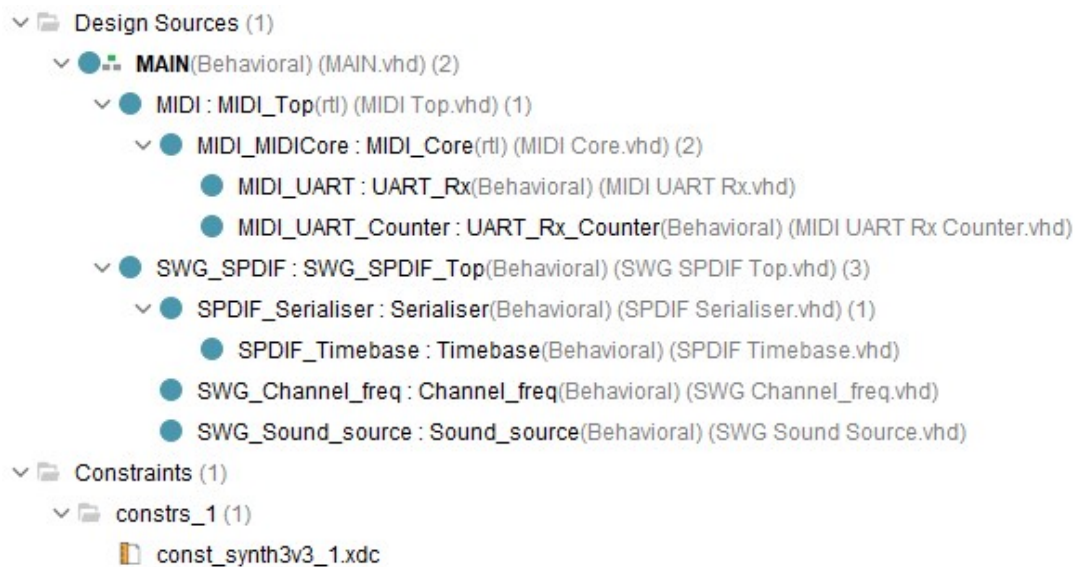 Design Sources (1)
MAIN(Behavioral) (MAIN.vhd) (2)
MIDI : MIDI_Top(rtl) (MIDI Top.vhd) (1)
MIDI_MIDICore : MIDI_Core(rtl) (MIDI Core.vhd) (2)
MIDI_UART : UART_Rx(Behavioral) (MIDI UART Rx.vhd)
MIDI_UART_Counter : UART_Rx_Counter(Behavioral) (MIDI UART Rx Counter.vhd)
SWG_SPDIF : SWG_SPDIF_Top(Behavioral) (SWG SPDIF Top.vhd) (3)
SPDIF_Serialiser : Serialiser(Behavioral) (SPDIF Serialiser.vhd) (1)
SPDIF_Timebase : Timebase(Behavioral) (SPDIF Timebase.vhd)
SWG_Channel_freq : Channel_freq(Behavioral) (SWG Channel_freq.vhd)
SWG_Sound_source : Sound_source(Behavioral) (SWG Sound Source.vhd)
Constraints (1)
constrs_1 (1)
const_synth3v3_1.xdc